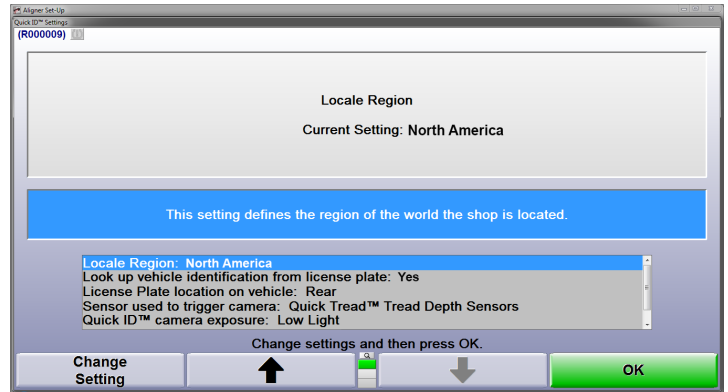 Aligner Set-Up
Quick ID™ Settings
(R000009)
Locale Region
Current Setting: North America
This setting defines the region of the world the shop is located.
Locale Region: North America
Look up vehicle identification from license plate: Yes
License Plate location on vehicle: Rear
Sensor used to trigger camera: Quick Tread™ Tread Depth Sensors
Quick ID™ camera exposure: Low Light
Change settings and then press OK.
Change
Setting
OK